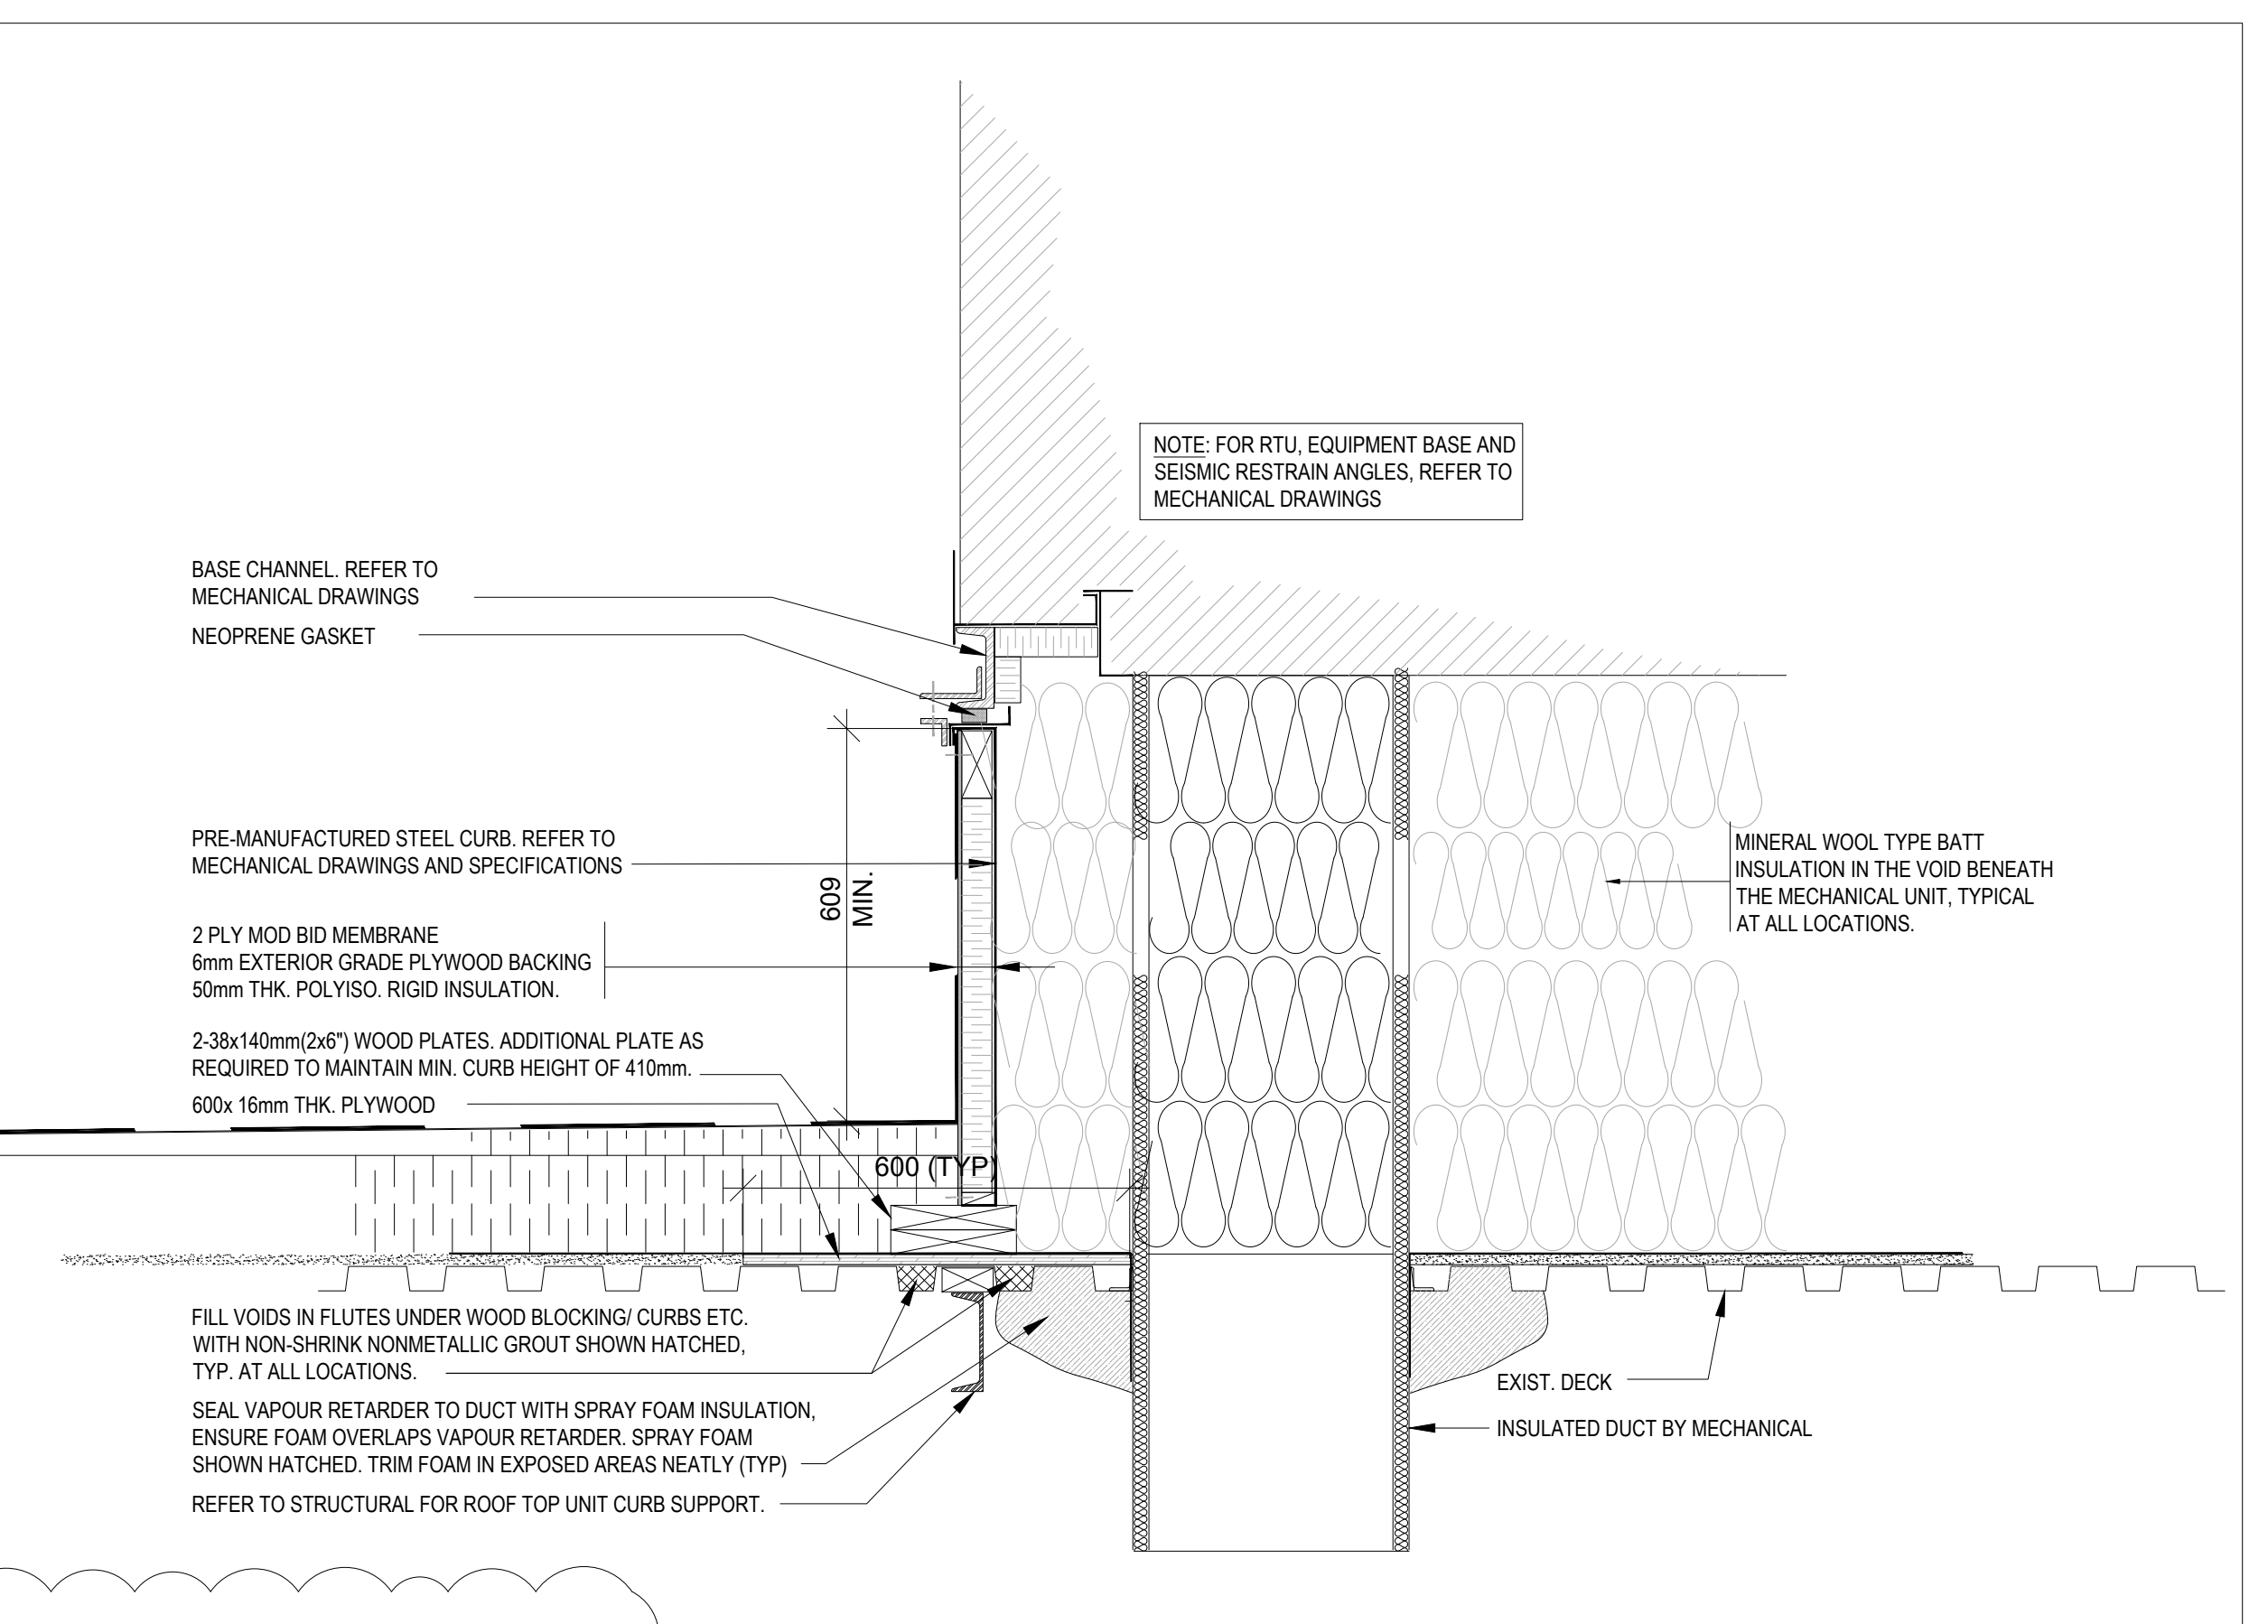 NOTE: FOR RTU, EQUIPMENT BASE AND
SEISMIC RESTRAIN ANGLES, REFER TO
MECHANICAL DRAWINGS
BASE CHANNEL. REFER TO
MECHANICAL DRAWINGS
NEOPRENE GASKET
PRE-MANUFACTURED STEEL CURB. REFER TO
MECHANICAL DRAWINGS AND SPECIFICATIONS
609
MIN.
MINERAL WOOL TYPE BATT
INSULATION IN THE VOID BENEATH
THE MECHANICAL UNIT, TYPICAL
AT ALL LOCATIONS.
2 PLY MOD BID MEMBRANE
6mm EXTERIOR GRADE PLYWOOD BACKING
50mm THK. POLYISO. RIGID INSULATION.
2-38x140mm(2x6") WOOD PLATES. ADDITIONAL PLATE AS
REQUIRED TO MAINTAIN MIN. CURB HEIGHT OF 410mm.
600x 16mm THK. PLYWOOD
600 (TYP)
FILL VOIDS IN FLUTES UNDER WOOD BLOCKING/ CURBS ETC.
WITH NON-SHRINK NONMETALLIC GROUT SHOWN HATCHED,
TYP. AT ALL LOCATIONS.
SEAL VAPOUR RETARDER TO DUCT WITH SPRAY FOAM INSULATION,
ENSURE FOAM OVERLAPS VAPOUR RETARDER. SPRAY FOAM
SHOWN HATCHED. TRIM FOAM IN EXPOSED AREAS NEATLY (TYP)
REFER TO STRUCTURAL FOR ROOF TOP UNIT CURB SUPPORT.
EXIST. DECK
INSULATED DUCT BY MECHANICAL